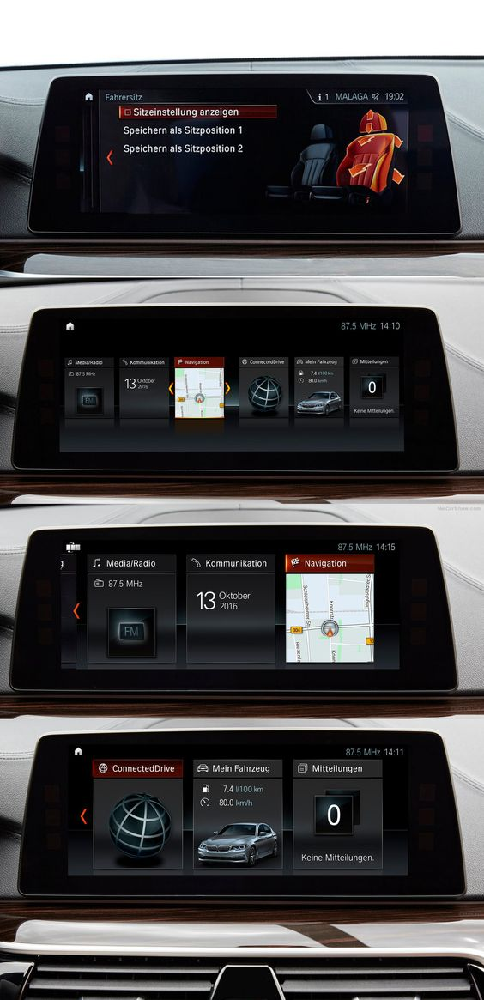 Fahrersitz
1 MALAGA 19:02
Sitzeinstellung anzeigen
Speichern als Sitzposition 1
Speichern als Sitzposition 2
87.5 MHz 14:10
Media/Radio
Kommunikation
Navigation
ConnectedDrive
Mein Fahrzeug
Mitteilungen
87.5 MHz
FM
13 Oktober
2016
7.4 l/100 km
80.0 km/h
0
Keine Mitteilungen.
NetCarShow.com
87.5 MHz 14:15
g
Media/Radio
Kommunikation
Navigation
87.5 MHz
FM
13 Oktober
2016
304
Schleissheimer St
Knorrstr
13
87.5 MHz 14:11
ConnectedDrive
Mein Fahrzeug
Mitteilungen
7.4 l/100 km
80.0 km/h
0
Keine Mitteilungen.